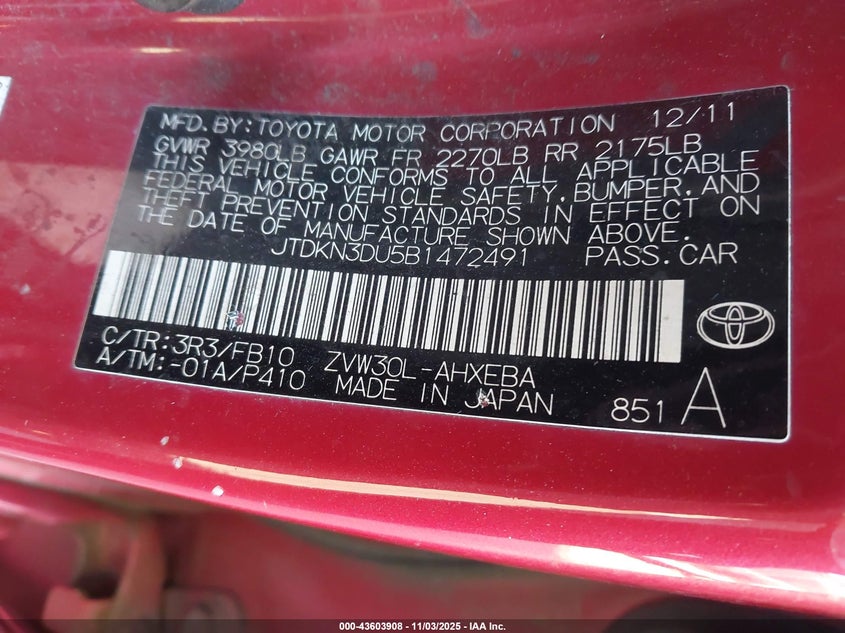 MFD.BY:TOYOTA MOTOR CORPORATION 12/11
GVWR 3980LB GAWR FR 2270LB RR 2175LB
THIS VEHICLE CONFORMS TO ALL APPLICABLE
FEDERAL MOTOR VEHICLE SAFETY,BUMPER,AND
THEFT PREVENTION STANDARDS IN EFFECT ON
THE DATE OF MANUFACTURE SHOWN ABOVE.
JTDKN3DU5B1472491 PASS.CAR
C/TR:3R3/FB10 ZVW30L-AHXEBA
A/TM:-01A/P410 MADE IN JAPAN
851 A
000-43603908 - 11/03/2025 - IAA Inc.